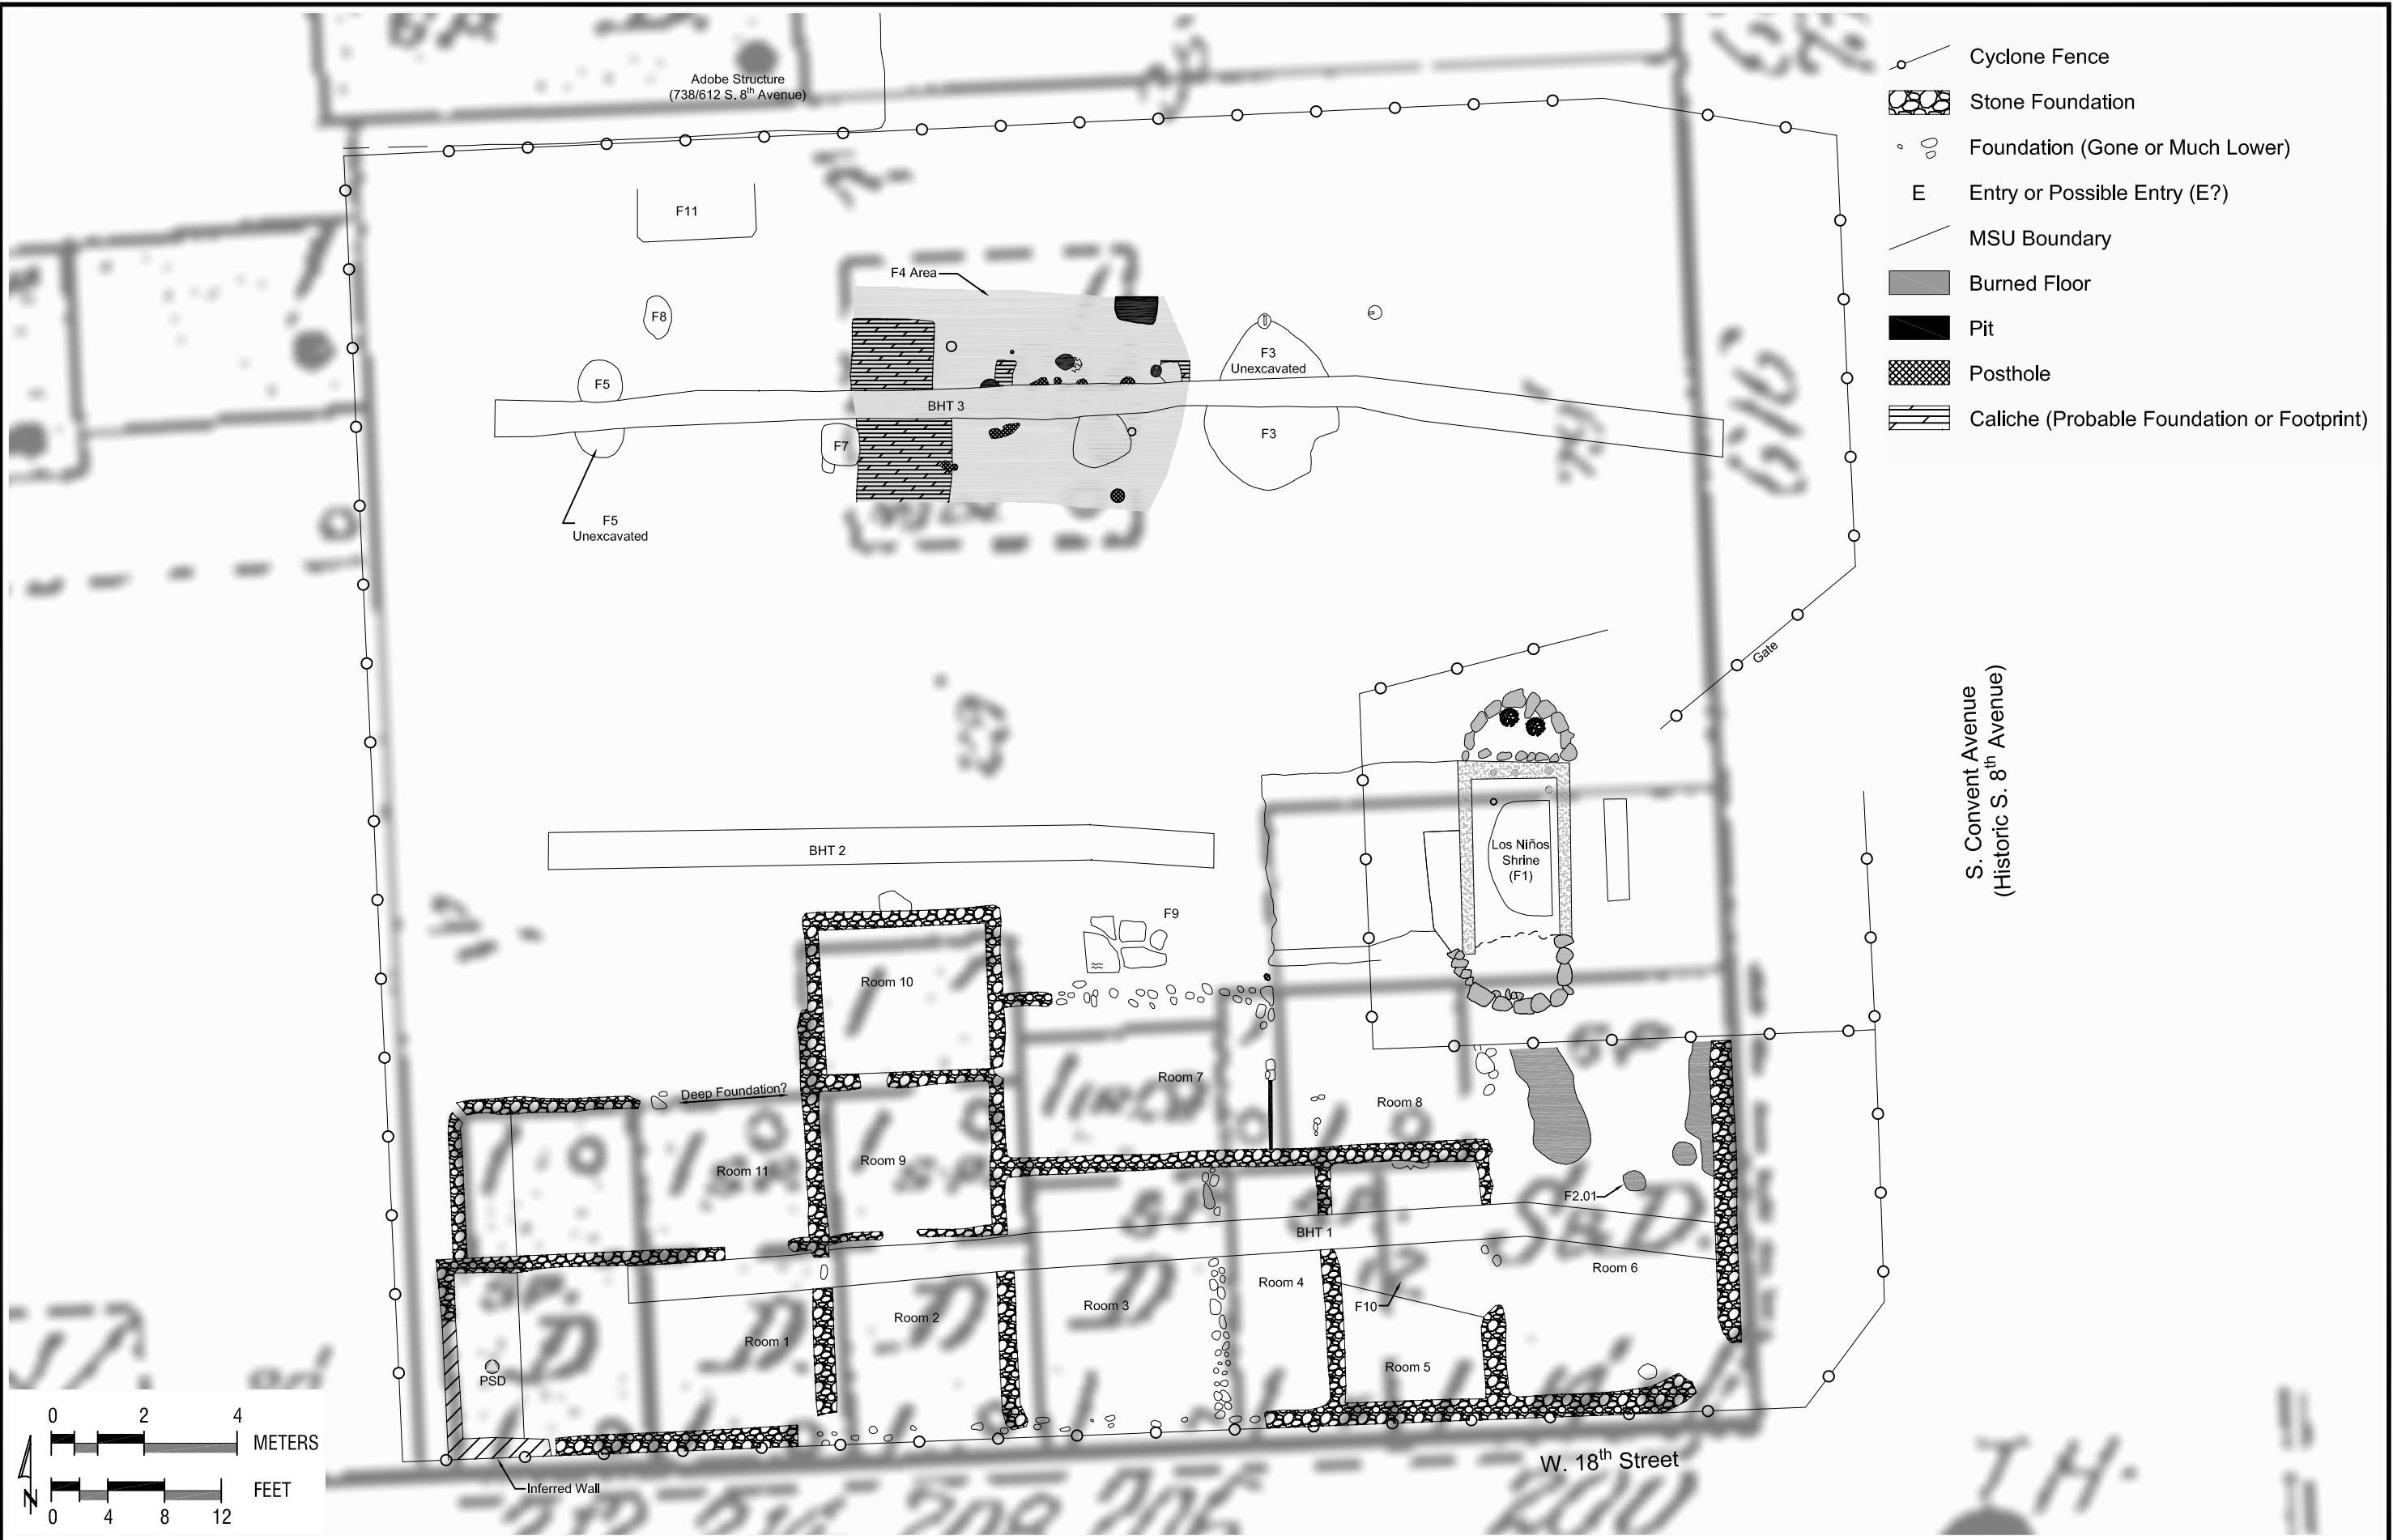 Adobe Structure
(738/612 S. 8th Avenue)
Cyclone Fence
Stone Foundation
Foundation (Gone or Much Lower)
E Entry or Possible Entry (E?)
MSU Boundary
Burned Floor
Pit
Posthole
Caliche (Probable Foundation or Footprint)
F11
F4 Area
F8
F3
Unexcavated
F5
BHT 3
F7
F3
F5
Unexcavated
Gate
S. Convent Avenue
(Historic S. 8th Avenue)
BHT 2
Los Niños
Shrine
(F1)
F9
Room 10
Room 7
Deep Foundation?
Room 8
Room 11
Room 9
F2.01
BHT 1
Room 6
Room 4
Room 3
F10
Room 2
Room 1
Room 5
PSD
0 2 4
METERS
FEET
0 4 8 12
N
Inferred Wall
W. 18th Street
200
T H.